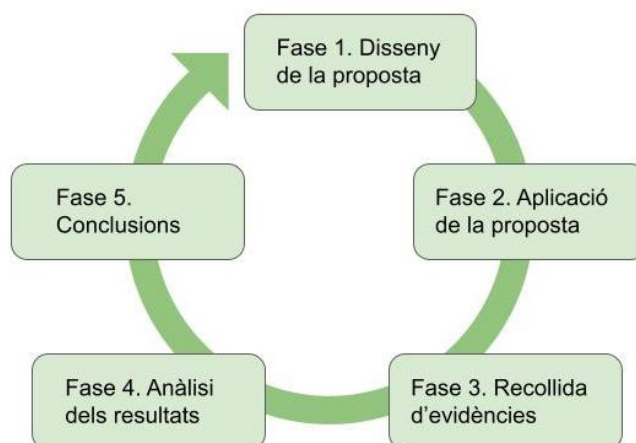 Fase 1. Disseny
de la proposta
Fase 2. Aplicació
de la proposta
Fase 3. Recollida
d'evidències
Fase 4. Anàlisi
dels resultats
Fase 5.
Conclusions